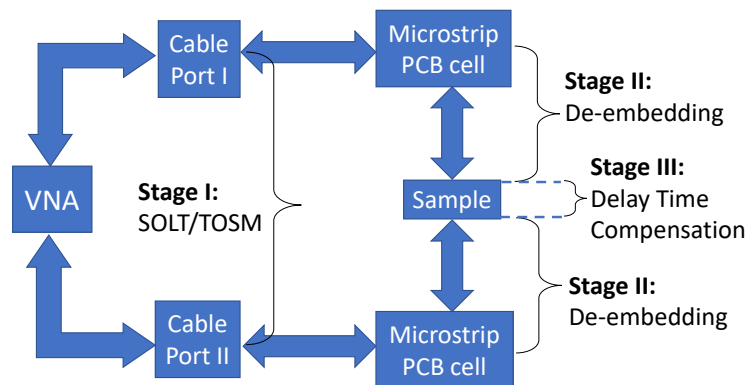 Cable
Port I
Microstrip
PCB cell
Stage II:
De-embedding
VNA
Stage I:
SOLT/TOSM
Sample
Stage III:
Delay Time
Compensation
Stage II:
De-embedding
Cable
Port II
Microstrip
PCB cell